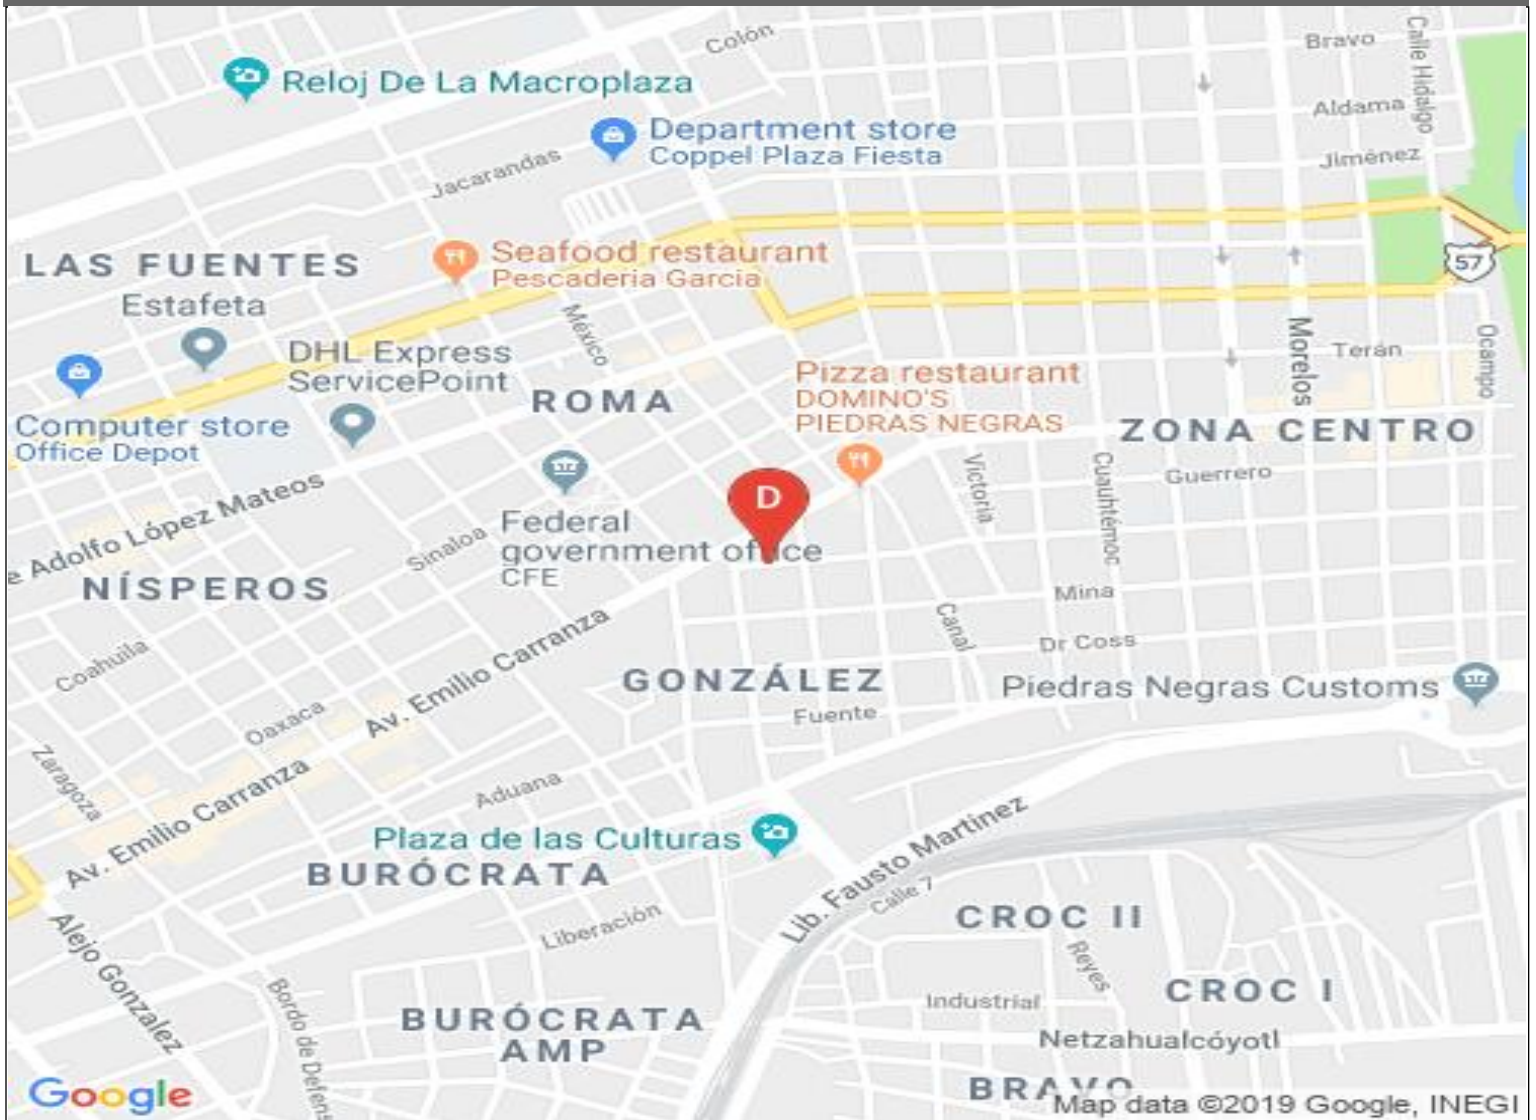 Colón
Bravo
Calle Hidalgo
Reloj De La Macroplaza
Aldama
Department store
Coppel Plaza Fiesta
Jiménez
Jacarandas
Seafood restaurant
Pescaderia Garcia
57
LAS FUENTES
Estafeta
México
Morelos
Ocampo
DHL Express
ServicePoint
Terán
Pizza restaurant
DOMINO'S
PIEDRAS NEGRAS
ROMA
Computer store
Office Depot
ZONA CENTRO
Victoria
Cuauhtémoc
Guerrero
D
e Adolfo López Mateos
Sinaloa
Federal
government office
CFE
NÍSPEROS
Mina
Av. Emilio Carranza
Canal
Dr Coss
Coahuila
GONZÁLEZ
Piedras Negras Customs
Fuente
Oaxaca
Zaragoza
Aduana
Av. Emilio Carranza
Plaza de las Culturas
Lib. Fausto Martinez
BURÓCRATA
Calle 7
CROC II
Liberación
Alejo Gonzalez
Reyes
CROC I
Bordo de Defens
Industrial
BURÓCRATA
AMP
Netzahualcóyotl
BRAVO
Google
Map data ©2019 Google, INEGI